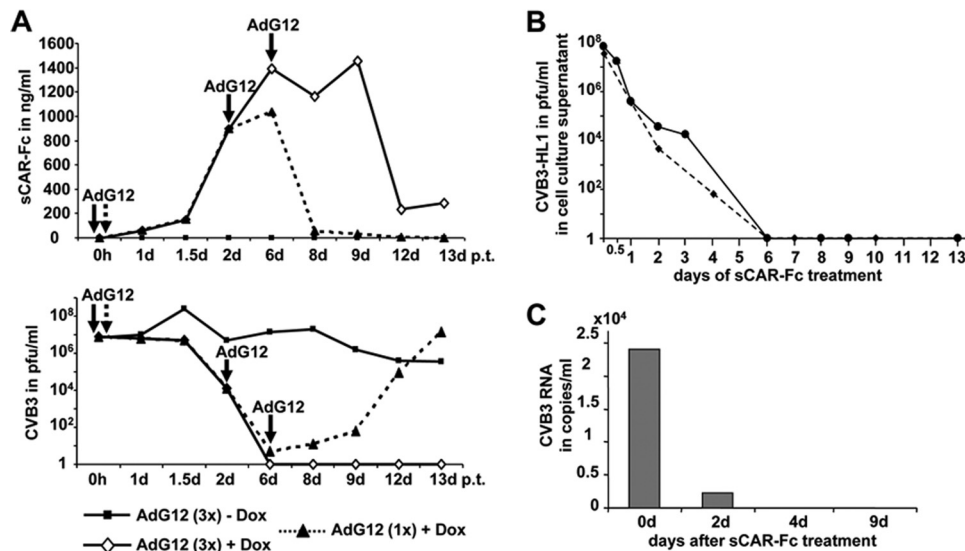 A
AdG12
AdG12
AdG12
sCAR-Fc in ng/ml
1600
1400
1200
1000
800
600
400
200
0
0h 1d 1.5d 2d 6d 8d 9d 12d 13d p.t.
AdG12
AdG12
AdG12
CVB3 in pfu/ml
10^8
10^6
10^4
10^2
1
0h 1d 1.5d 2d 6d 8d 9d 12d 13d p.t.
AdG12 (3x) - Dox
AdG12 (3x) + Dox
AdG12 (1x) + Dox
B
CVB3-HL1 in pfu/ml
in cell culture supernatant
10^8
10^6
10^4
10^2
1
0.5 1 2 3 4 5 6 7 8 9 10 11 12 13
days of sCAR-Fc treatment
C
x10^4
CVB3 RNA
in copies/ml
2.5
2
1.5
1
0.5
0
0d 2d 4d 9d
days after sCAR-Fc treatment